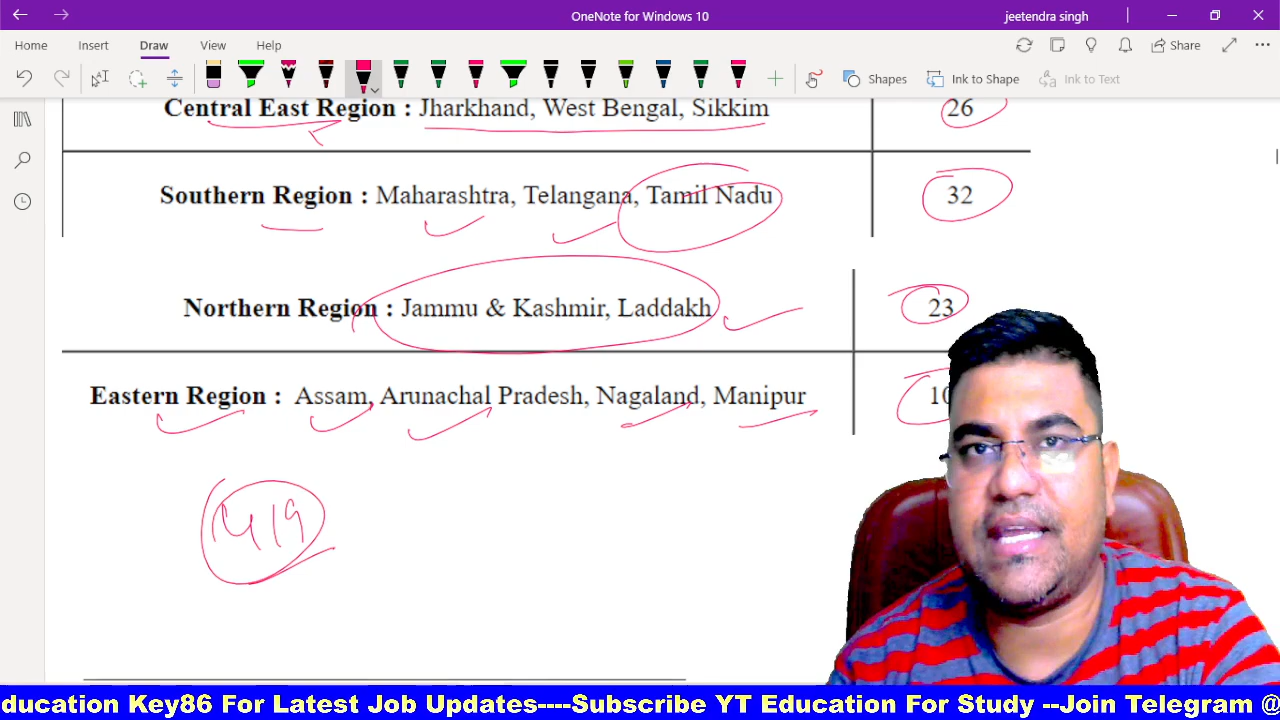 OneNote for Windows 10
jeetendra singh
Home Insert Draw View Help
Share
Shapes
Ink to Shape
Ink to Text
Central East Region : Jharkhand, West Bengal, Sikkim 26
Southern Region : Maharashtra, Telangana, Tamil Nadu 32
Northern Region : Jammu & Kashmir, Laddakh 23
Eastern Region : Assam, Arunachal Pradesh, Nagaland, Manipur 10
1419
ducation Key86 For Latest Job Updates----Subscribe YT Education For Study --Join Telegram @